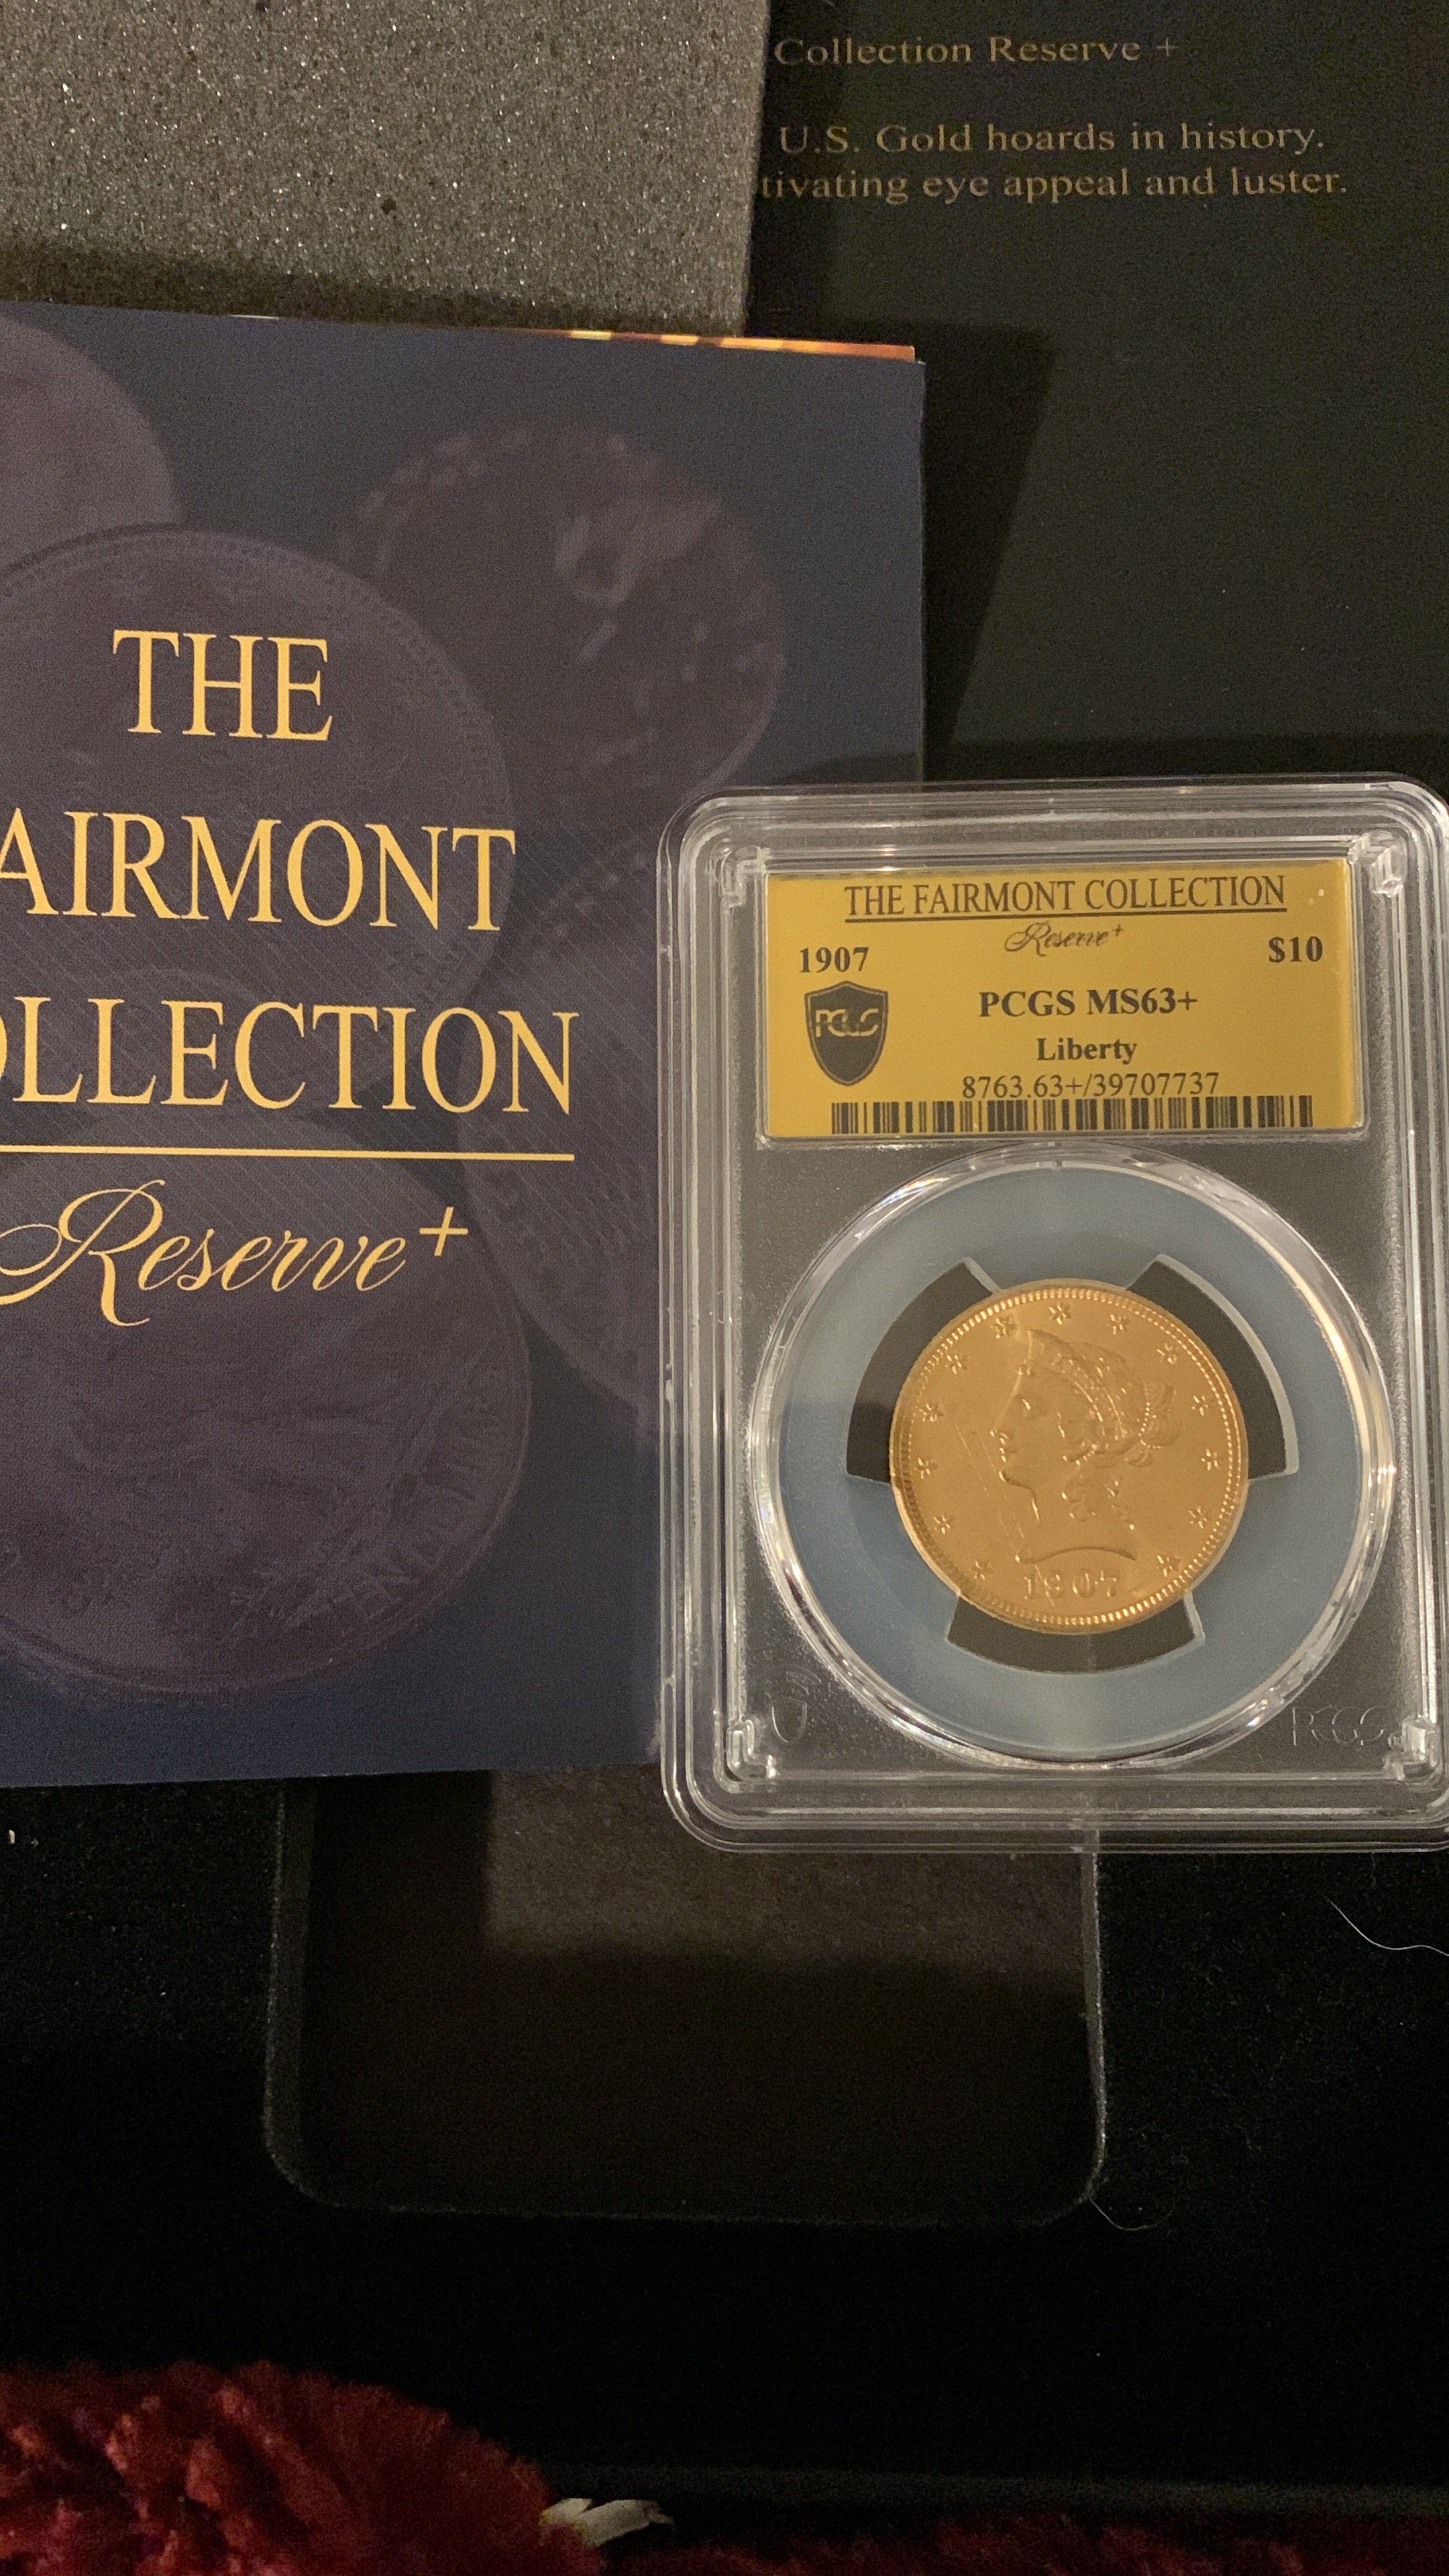 Collection Reserve +
U.S. Gold hoards in history.
tivating eye appeal and luster.
THE
AIRMONT
OLLECTION
Reserve+
THE FAIRMONT COLLECTION
Reserve+
1907
$10
PCGS MS63+
PCGS
Liberty
8763.63+/39707737
1907
PCGS